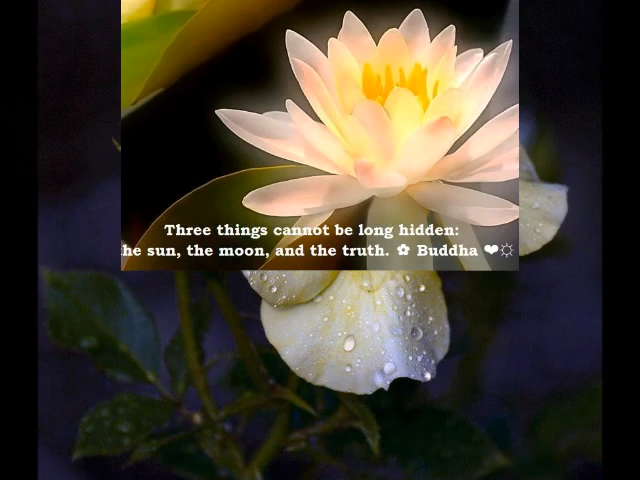 Three things cannot be long hidden:
he sun, the moon, and the truth. ✿ Buddha ❤☼